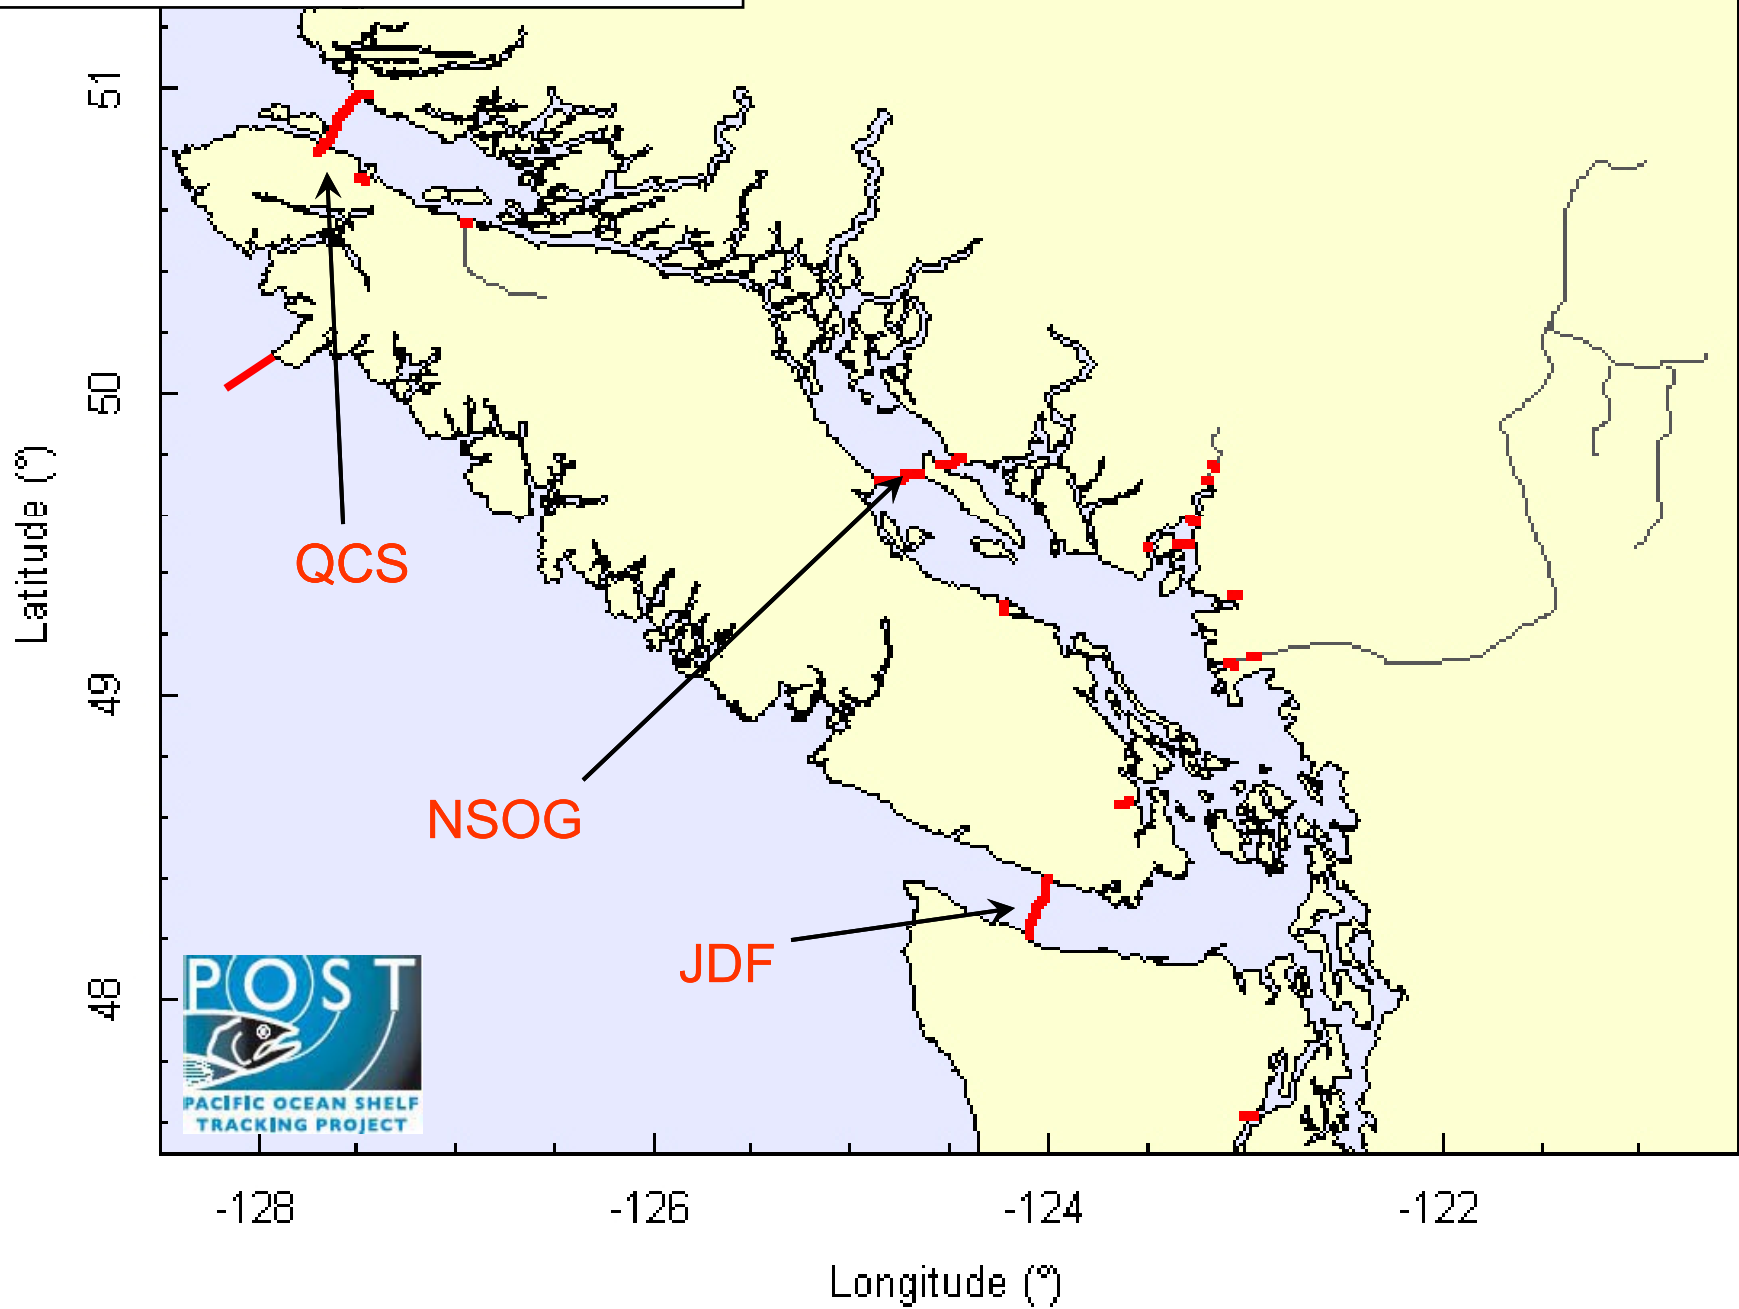 51
50
49
48
Latitude (°)
QCS
NSOG
JDF
POST
PACIFIC OCEAN SHELF
TRACKING PROJECT
-128
-126
-124
-122
Longitude (°)